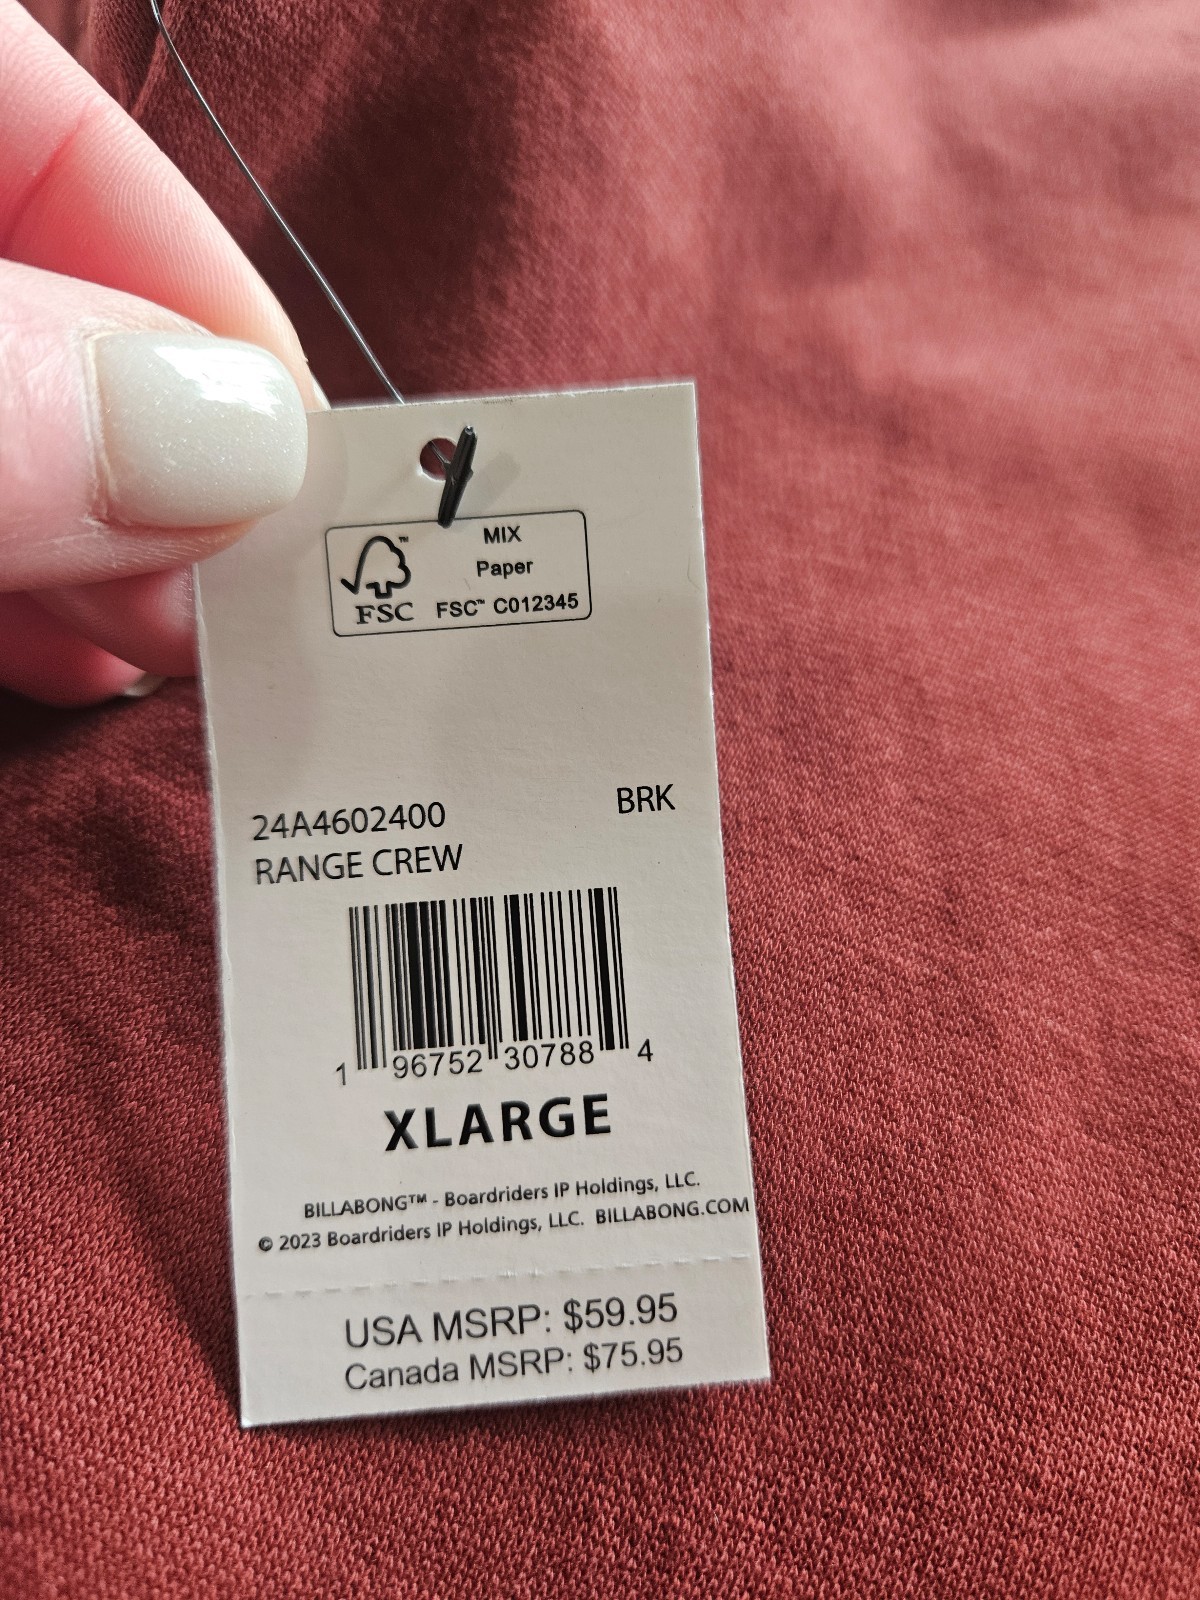 MIX
Paper
FSC™ FSC™ C012345
24A4602400 BRK
RANGE CREW
1 96752 30788 4
XLARGE
BILLABONG™ - Boardriders IP Holdings, LLC.
© 2023 Boardriders IP Holdings, LLC. BILLABONG.COM
USA MSRP: $59.95
Canada MSRP: $75.95